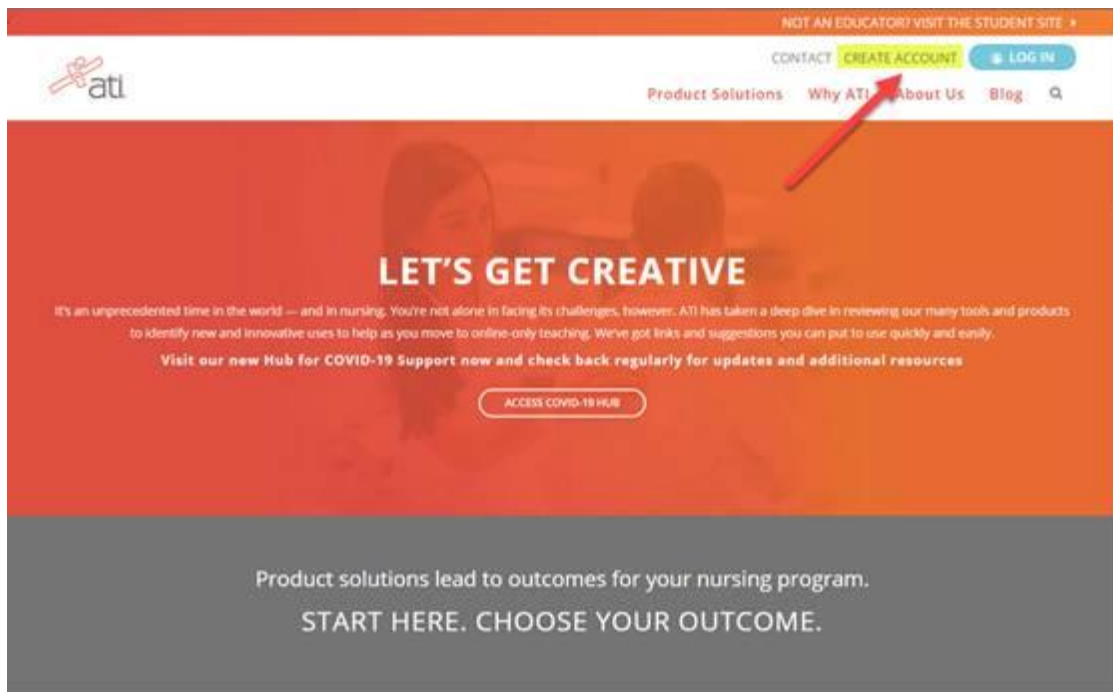 NOT AN EDUCATOR? VISIT THE STUDENT SITE
CONTACT CREATE ACCOUNT LOG IN
ati
Product Solutions Why ATI About Us Blog
LET'S GET CREATIVE
It's an unprecedented time in the world — and in nursing. You're not alone in facing its challenges, however. ATI has taken a deep dive in reviewing our many tools and products
to identify new and innovative uses to help as you move to online-only teaching. We've got links and suggestions you can put to use quickly and easily.
Visit our new Hub for COVID-19 Support now and check back regularly for updates and additional resources
ACCESS COVID-19 HUB
Product solutions lead to outcomes for your nursing program.
START HERE. CHOOSE YOUR OUTCOME.